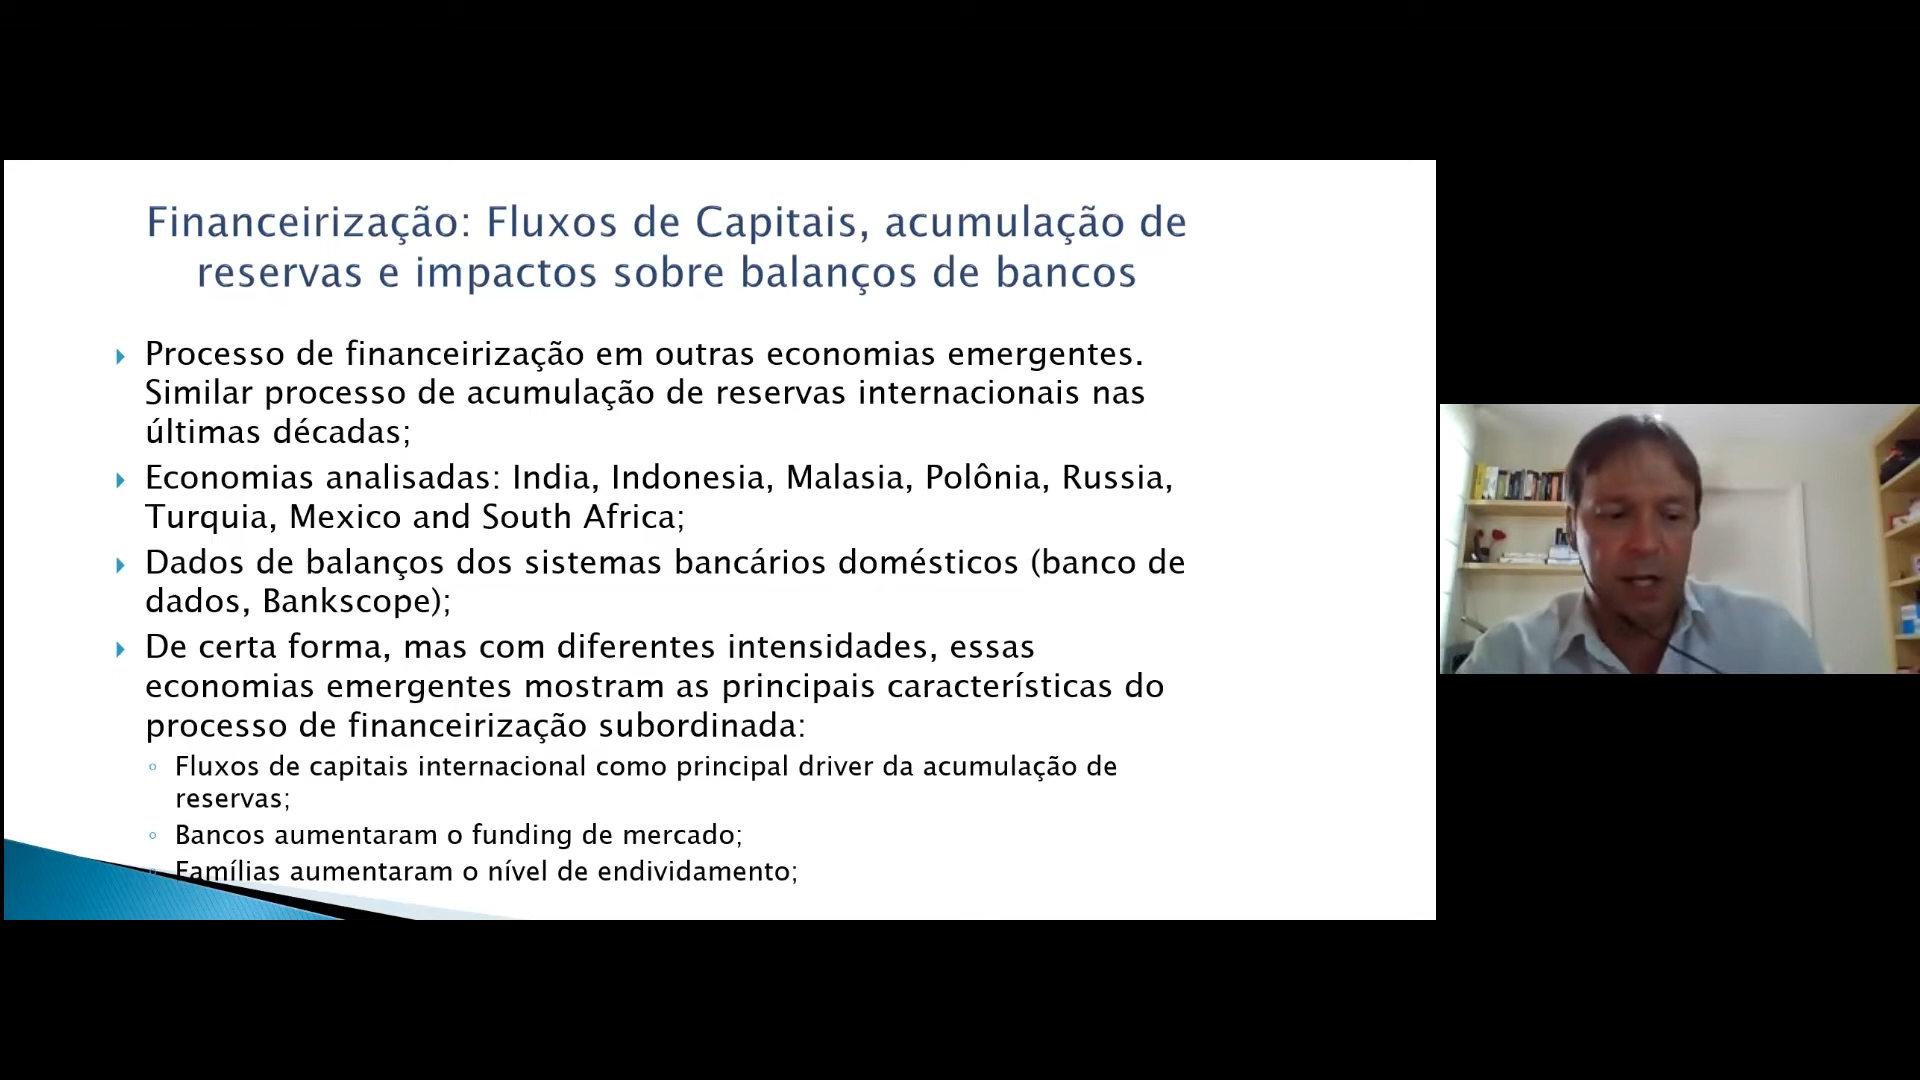 Financeirização: Fluxos de Capitais, acumulação de
reservas e impactos sobre balanços de bancos
Processo de financeirização em outras economias emergentes.
Similar processo de acumulação de reservas internacionais nas
últimas décadas;
Economias analisadas: India, Indonesia, Malasia, Polônia, Russia,
Turquia, Mexico and South Africa;
Dados de balanços dos sistemas bancários domésticos (banco de
dados, Bankscope);
De certa forma, mas com diferentes intensidades, essas
economias emergentes mostram as principais características do
processo de financeirização subordinada:
Fluxos de capitais internacional como principal driver da acumulação de
reservas;
Bancos aumentaram o funding de mercado;
Famílias aumentaram o nível de endividamento;